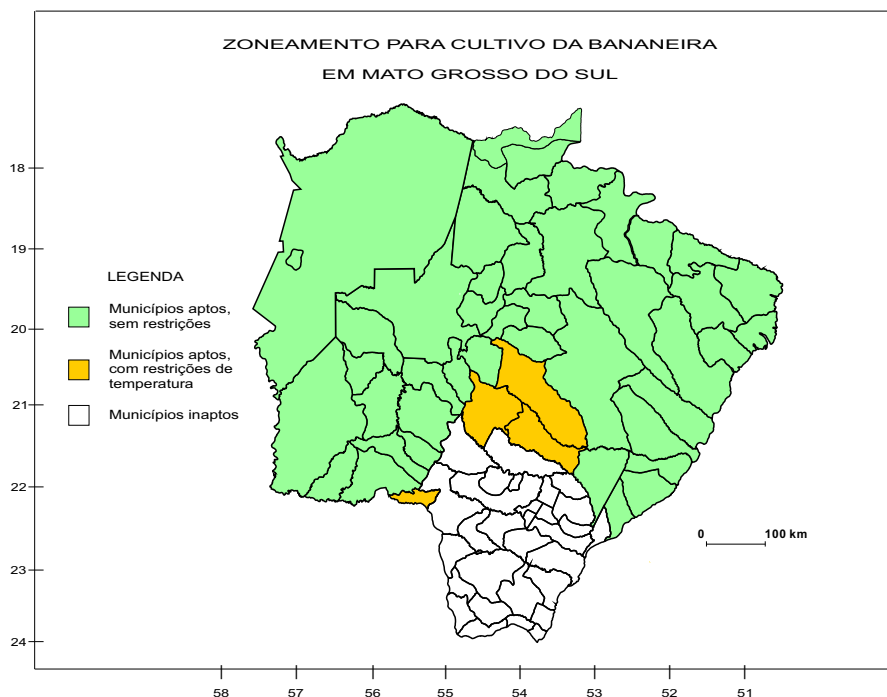 ZONEAMENTO PARA CULTIVO DA BANANEIRA
EM MATO GROSSO DO SUL
18
19
20
21
22
23
24
LEGENDA
Municípios aptos,
sem restrições
Municípios aptos,
com restrições de
temperatura
Municípios inaptos
0 100 km
58 57 56 55 54 53 52 51